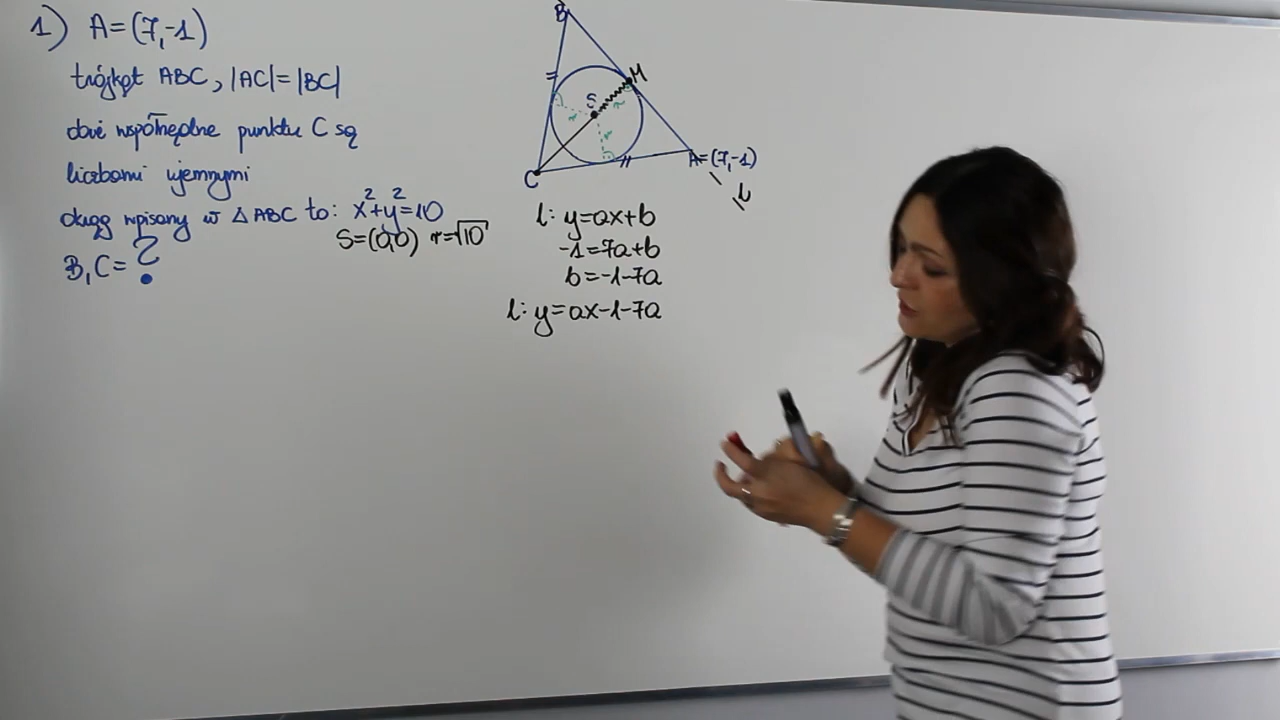 1) A=(7,-1)
trójkąt ABC, |AC|=|BC|
obie współrzędne punktu C są
liczbami ujemnymi
okrąg wpisany w △ABC to: x²+y²=10
S=(0,0) r=√10
B,C=?
B
M
S
r
r
r
A=(7,-1)
C
l
l: y=ax+b
-1=7a+b
b=-1-7a
l: y=ax-1-7a